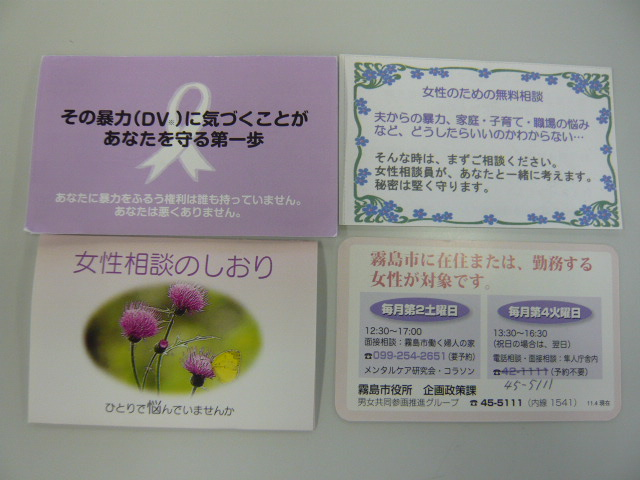 その暴力(DV※)に気づくことが
あなたを守る第一歩
あなたに暴力をふるう権利は誰も持っていません。
あなたは悪くありません。
女性のための無料相談
夫からの暴力、家庭・子育て・職場の悩み
など、どうしたらいいのかわからない…
そんな時は、まずご相談ください。
女性相談員が、あなたと一緒に考えます。
秘密は堅く守ります。
女性相談のしおり
ひとりで悩んでいませんか
霧島市に在住または、勤務する
女性が対象です。
毎月第2土曜日
12:30~17:00
面接相談:霧島市働く婦人の家
☎099-254-2651(要予約)
メンタルケア研究会・コラソン
毎月第4火曜日
13:30~16:30
(祝日の場合は、翌日)
電話相談・面接相談:隼人庁舎内
☎42-1111(予約不要)
45-5111
霧島市役所 企画政策課
男女共同参画推進グループ ☎45-5111(内線 1541)
11.4 現在